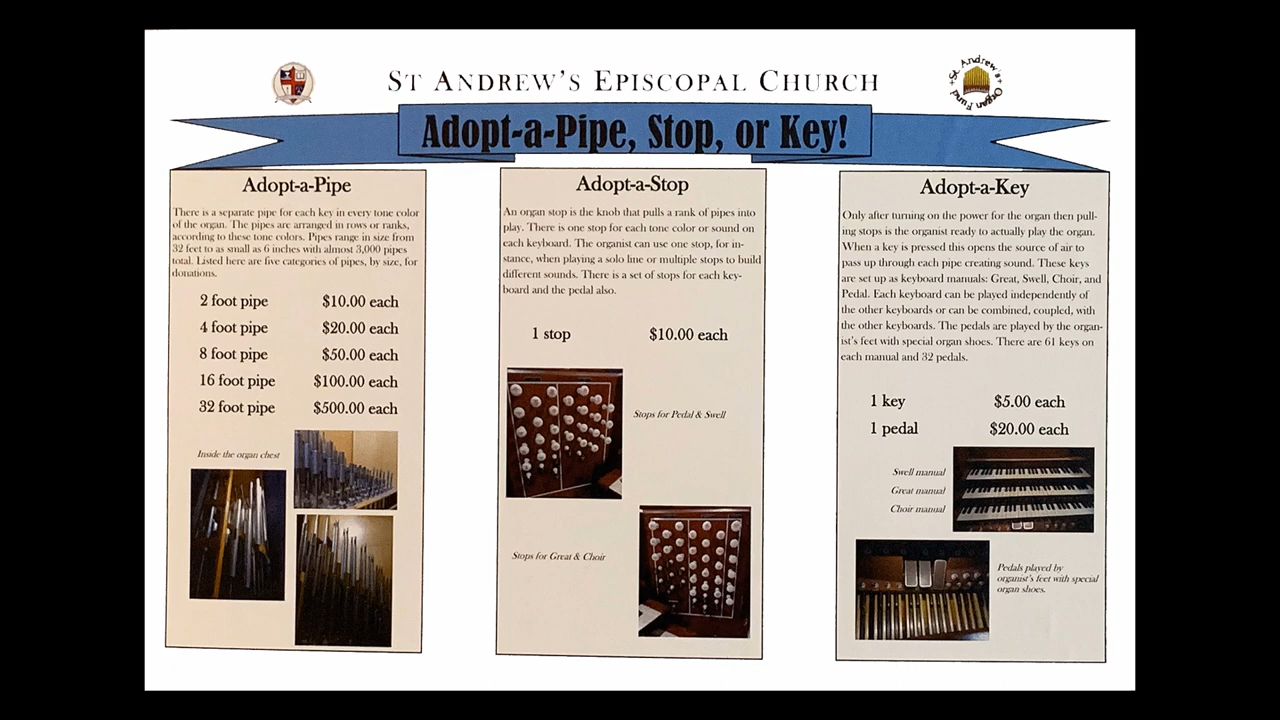 St Andrew's Episcopal Church
St. Andrew's
Organ Fund
Adopt-a-Pipe, Stop, or Key!
Adopt-a-Pipe
There is a separate pipe for each key in every tone color
of the organ. The pipes are arranged in rows or ranks,
according to these tone colors. Pipes range in size from
32 feet to as small as 6 inches with almost 3,000 pipes
total. Listed here are five categories of pipes, by size, for
donations.
2 foot pipe $10.00 each
4 foot pipe $20.00 each
8 foot pipe $50.00 each
16 foot pipe $100.00 each
32 foot pipe $500.00 each
Inside the organ chest
Adopt-a-Stop
An organ stop is the knob that pulls a rank of pipes into
play. There is one stop for each tone color or sound on
each keyboard. The organist can use one stop, for in-
stance, when playing a solo line or multiple stops to build
different sounds. There is a set of stops for each key-
board and the pedal also.
1 stop $10.00 each
Stops for Pedal & Swell
Stops for Great & Choir
Adopt-a-Key
Only after turning on the power for the organ then pull-
ing stops is the organist ready to actually play the organ.
When a key is pressed this opens the source of air to
pass up through each pipe creating sound. These keys
are set up as keyboard manuals: Great, Swell, Choir, and
Pedal. Each keyboard can be played independently of
the other keyboards or can be combined, coupled, with
the other keyboards. The pedals are played by the organ-
ist's feet with special organ shoes. There are 61 keys on
each manual and 32 pedals.
1 key $5.00 each
1 pedal $20.00 each
Swell manual
Great manual
Choir manual
Pedals played by
organist's feet with special
organ shoes.